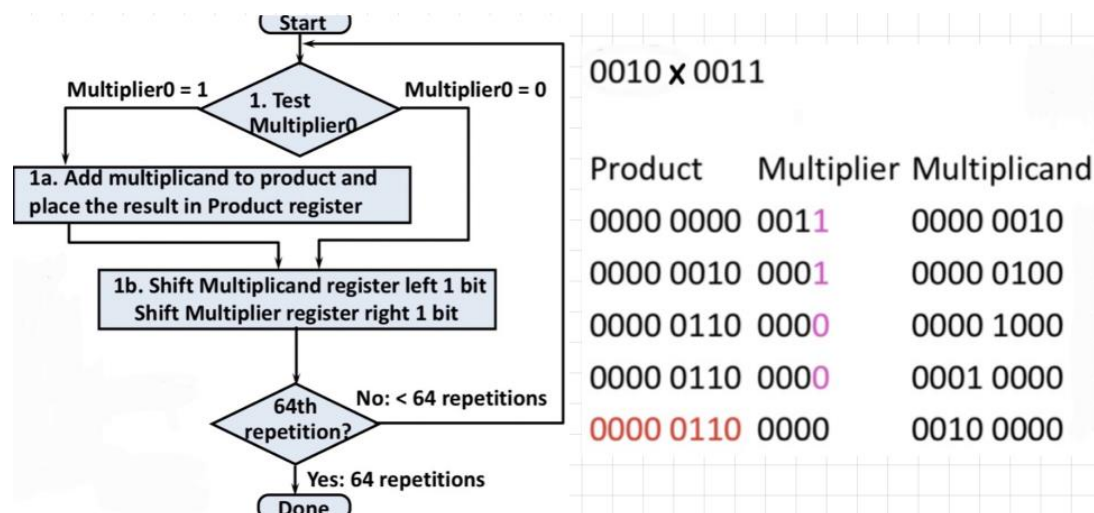 Start
Multiplier0 = 1
1. Test
Multiplier0
Multiplier0 = 0
1a. Add multiplicand to product and
place the result in Product register
1b. Shift Multiplicand register left 1 bit
Shift Multiplier register right 1 bit
64th
repetition?
No: < 64 repetitions
Yes: 64 repetitions
Done
0010 x 0011
Product Multiplier Multiplicand
0000 0000 0011 0000 0010
0000 0010 0001 0000 0100
0000 0110 0000 0000 1000
0000 0110 0000 0001 0000
0000 0110 0000 0010 0000